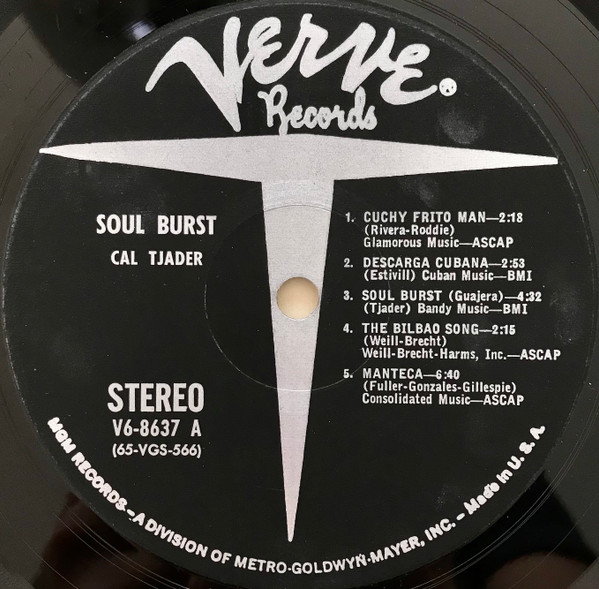 Verve®
Records
SOUL BURST
CAL TJADER
1. CUCHY FRITO MAN—2:18
(Rivera-Roddie)
Glamorous Music—ASCAP
2. DESCARGA CUBANA—2:53
(Estivill) Cuban Music—BMI
3. SOUL BURST (Guajera)—4:32
(Tjader) Bandy Music—BMI
4. THE BILBAO SONG—2:15
(Weill-Brecht)
Weill-Brecht-Harms, Inc.—ASCAP
5. MANTECA—6:40
(Fuller-Gonzales-Gillespie)
Consolidated Music—ASCAP
STEREO
V6-8637 A
(65-VGS-566)
MGM RECORDS—A DIVISION OF METRO-GOLDWYN-MAYER, INC. — Made in U. S. A.